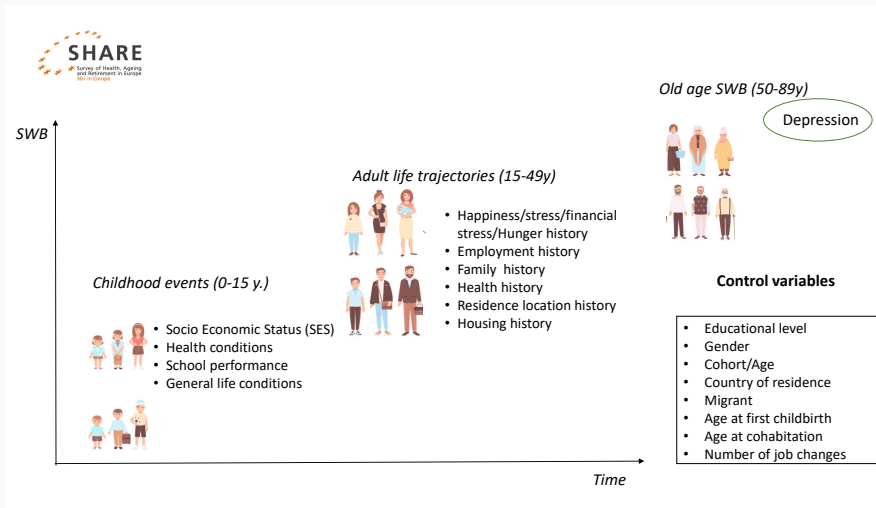 SHARE
Survey of Health, Ageing
and Retirement in Europe
50+ in Europe
Old age SWB (50-89y)
Depression
SWB
Adult life trajectories (15-49y)
• Happiness/stress/financial
stress/Hunger history
• Employment history
• Family history
• Health history
• Residence location history
• Housing history
Childhood events (0-15 y.)
• Socio Economic Status (SES)
• Health conditions
• School performance
• General life conditions
Control variables
• Educational level
• Gender
• Cohort/Age
• Country of residence
• Migrant
• Age at first childbirth
• Age at cohabitation
• Number of job changes
Time